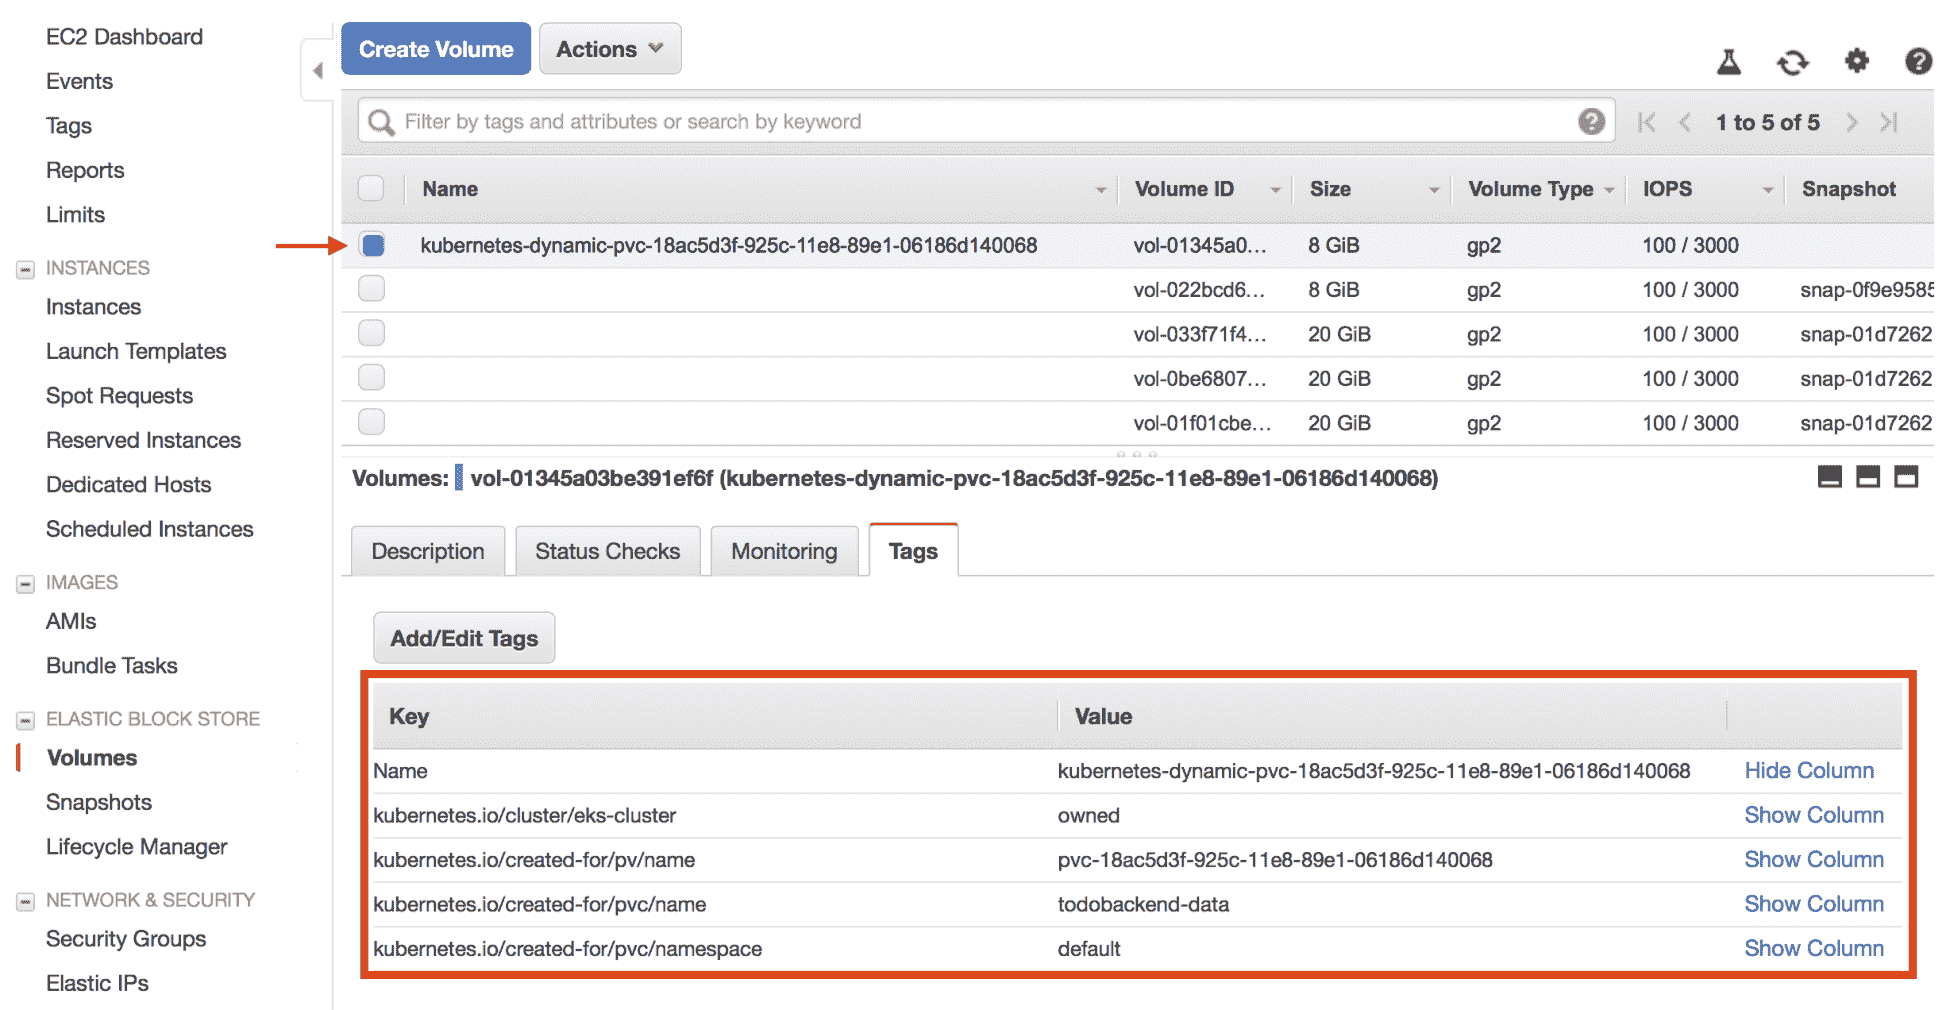 EC2 Dashboard
Events
Tags
Reports
Limits
INSTANCES
Instances
Launch Templates
Spot Requests
Reserved Instances
Dedicated Hosts
Scheduled Instances
IMAGES
AMIs
Bundle Tasks
ELASTIC BLOCK STORE
Volumes
Snapshots
Lifecycle Manager
NETWORK & SECURITY
Security Groups
Elastic IPs
Create Volume Actions
Filter by tags and attributes or search by keyword 1 to 5 of 5
Name Volume ID Size Volume Type IOPS Snapshot
kubernetes-dynamic-pvc-18ac5d3f-925c-11e8-89e1-06186d140068 vol-01345a0... 8 GiB gp2 100 / 3000
vol-022bcd6... 8 GiB gp2 100 / 3000 snap-0f9e9585
vol-033f71f4... 20 GiB gp2 100 / 3000 snap-01d7262
vol-0be6807... 20 GiB gp2 100 / 3000 snap-01d7262
vol-01f01cbe... 20 GiB gp2 100 / 3000 snap-01d7262
Volumes: vol-01345a03be391ef6f (kubernetes-dynamic-pvc-18ac5d3f-925c-11e8-89e1-06186d140068)
Description Status Checks Monitoring Tags
Add/Edit Tags
Key Value
Name kubernetes-dynamic-pvc-18ac5d3f-925c-11e8-89e1-06186d140068 Hide Column
kubernetes.io/cluster/eks-cluster owned Show Column
kubernetes.io/created-for/pv/name pvc-18ac5d3f-925c-11e8-89e1-06186d140068 Show Column
kubernetes.io/created-for/pvc/name todobackend-data Show Column
kubernetes.io/created-for/pvc/namespace default Show Column